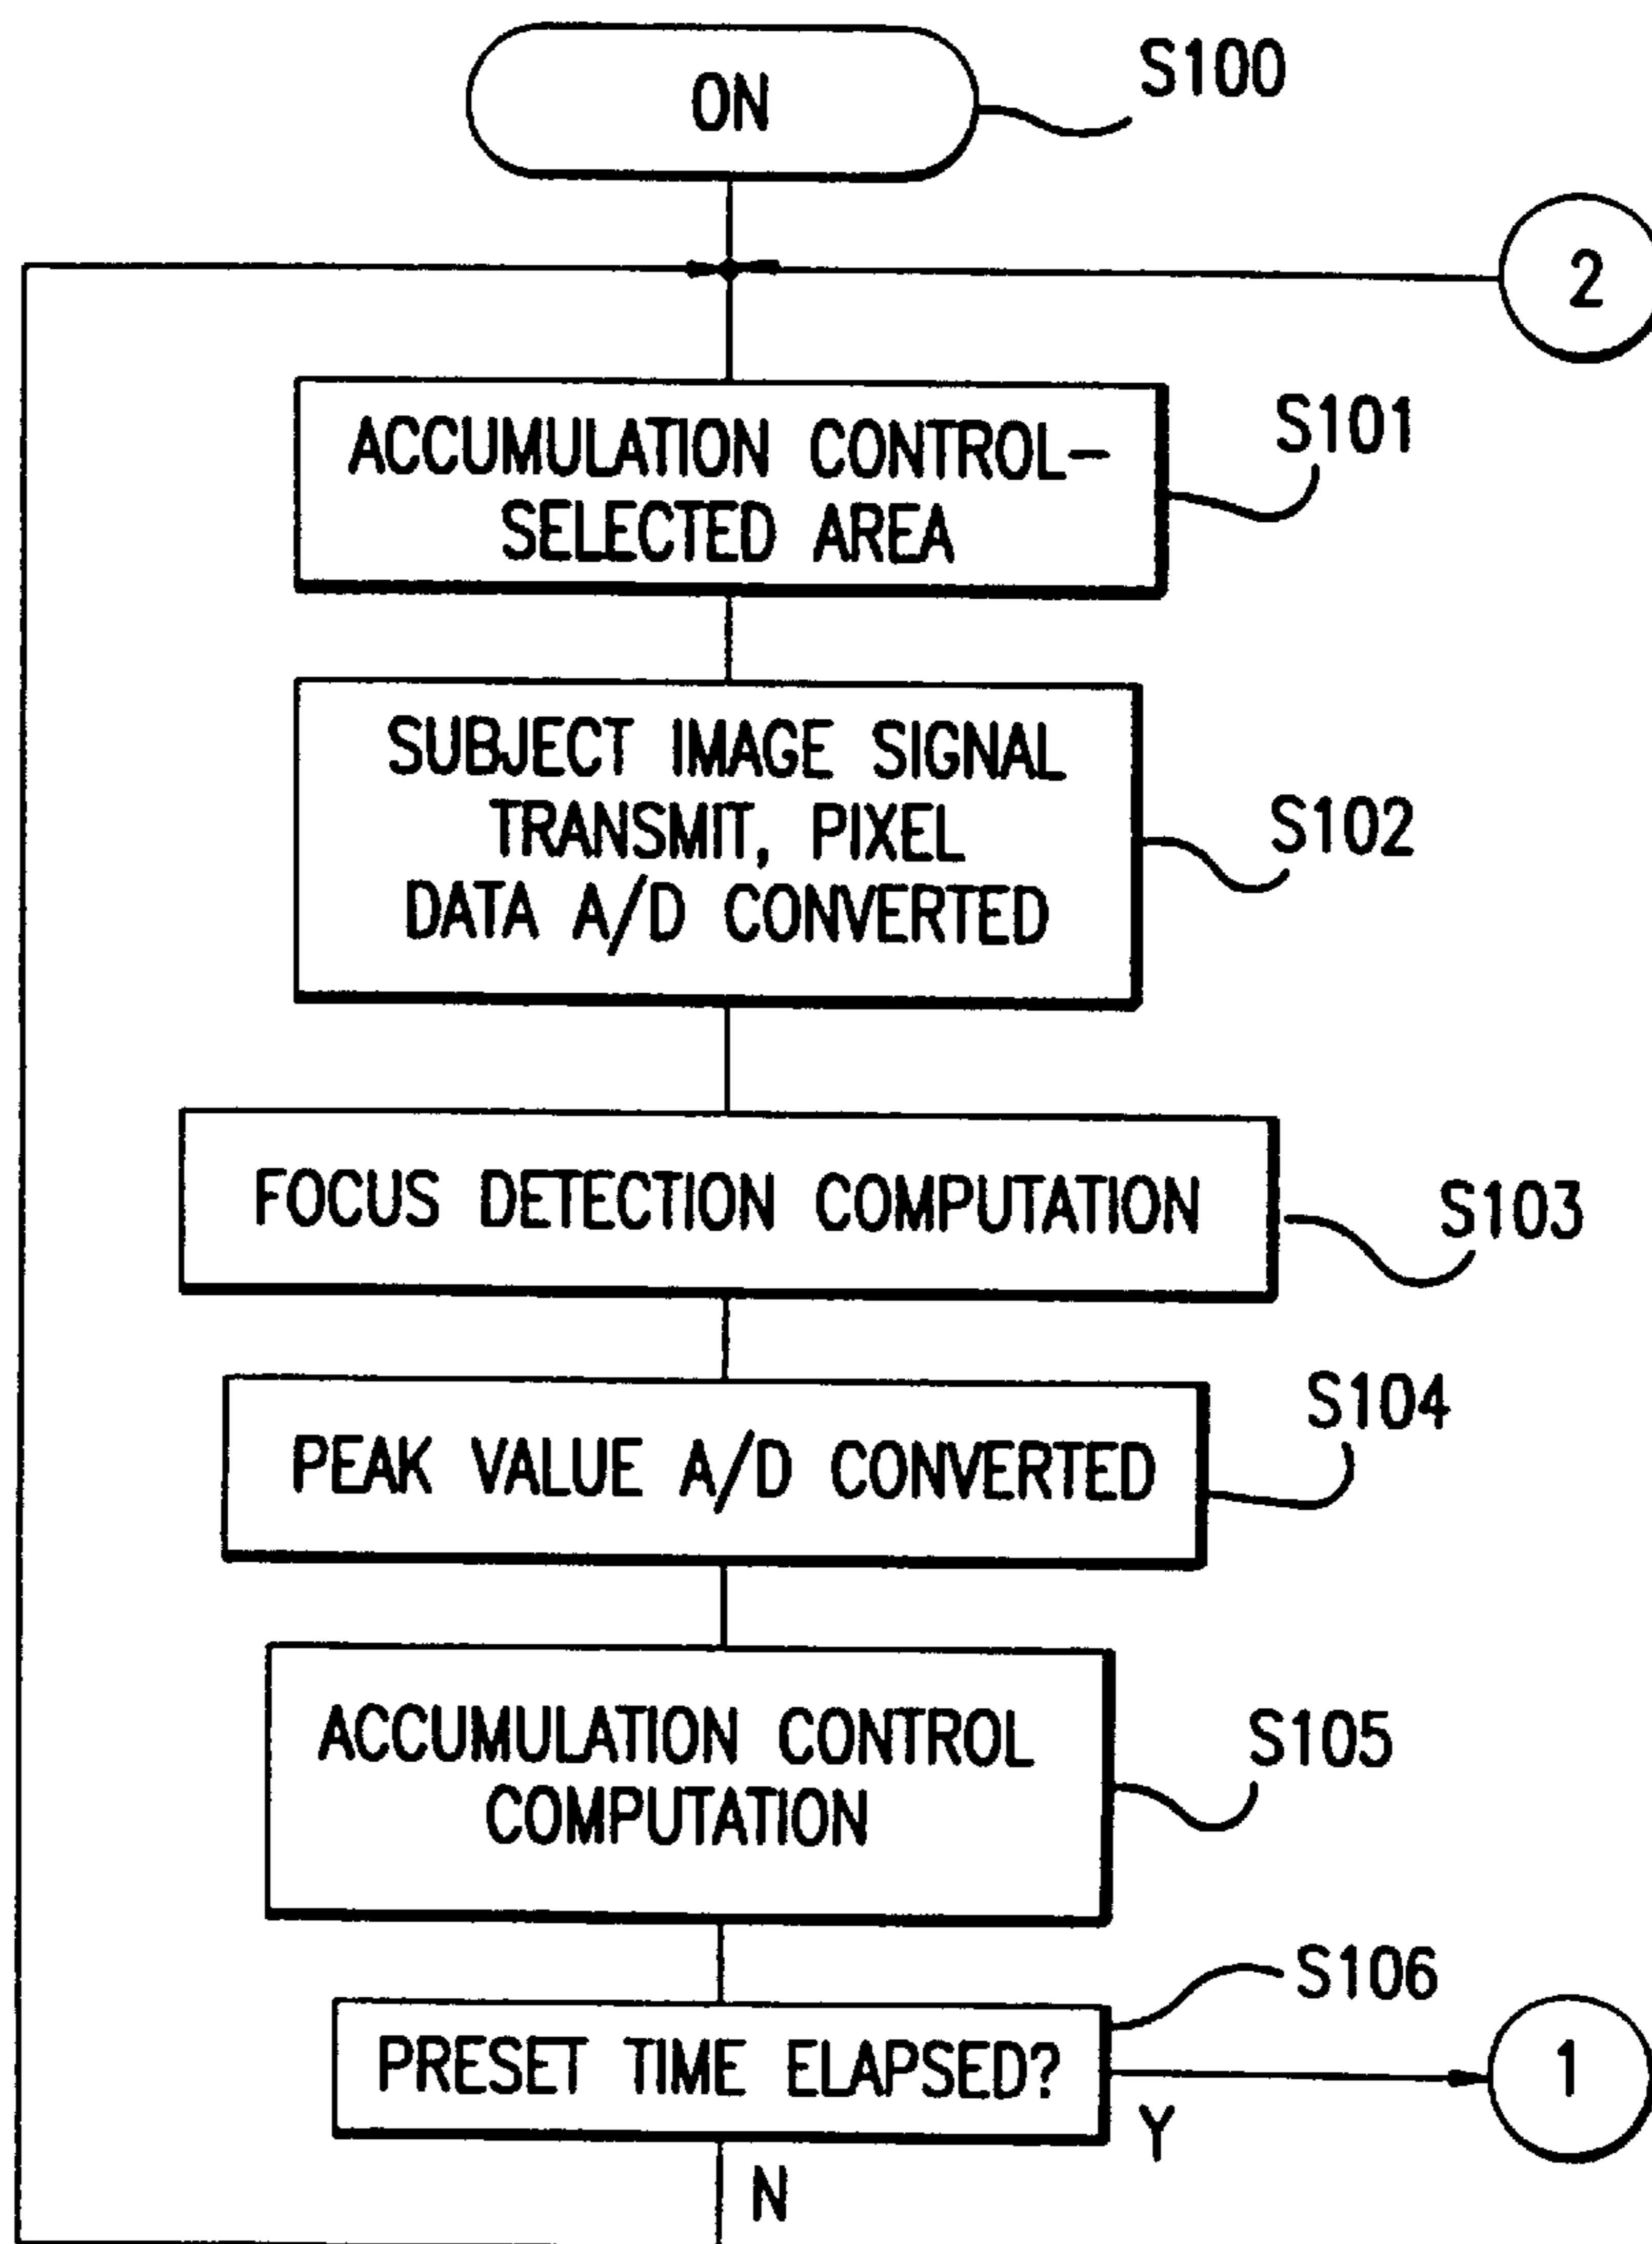 ON
S100
2
ACCUMULATION CONTROL-
SELECTED AREA
S101
SUBJECT IMAGE SIGNAL
TRANSMIT, PIXEL
DATA A/D CONVERTED
S102
FOCUS DETECTION COMPUTATION
S103
PEAK VALUE A/D CONVERTED
S104
ACCUMULATION CONTROL
COMPUTATION
S105
PRESET TIME ELAPSED?
S106
Y
1
N